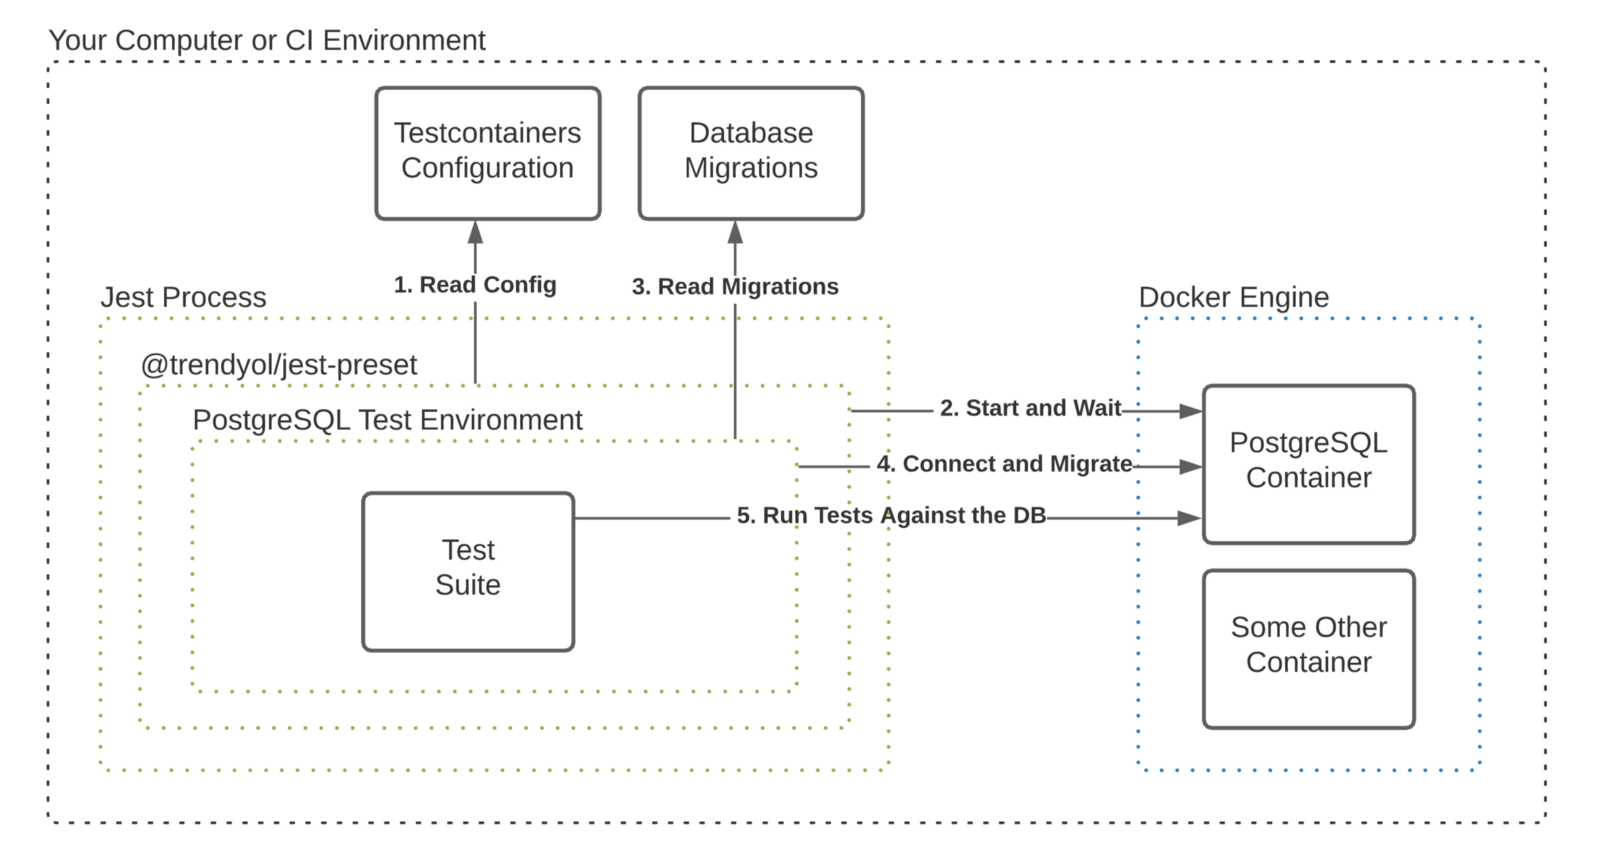 Your Computer or CI Environment
Testcontainers
Configuration
Database
Migrations
1. Read Config
3. Read Migrations
Jest Process
Docker Engine
@trendyol/jest-preset
PostgreSQL Test Environment
2. Start and Wait
PostgreSQL
Container
4. Connect and Migrate
5. Run Tests Against the DB
Test
Suite
Some Other
Container